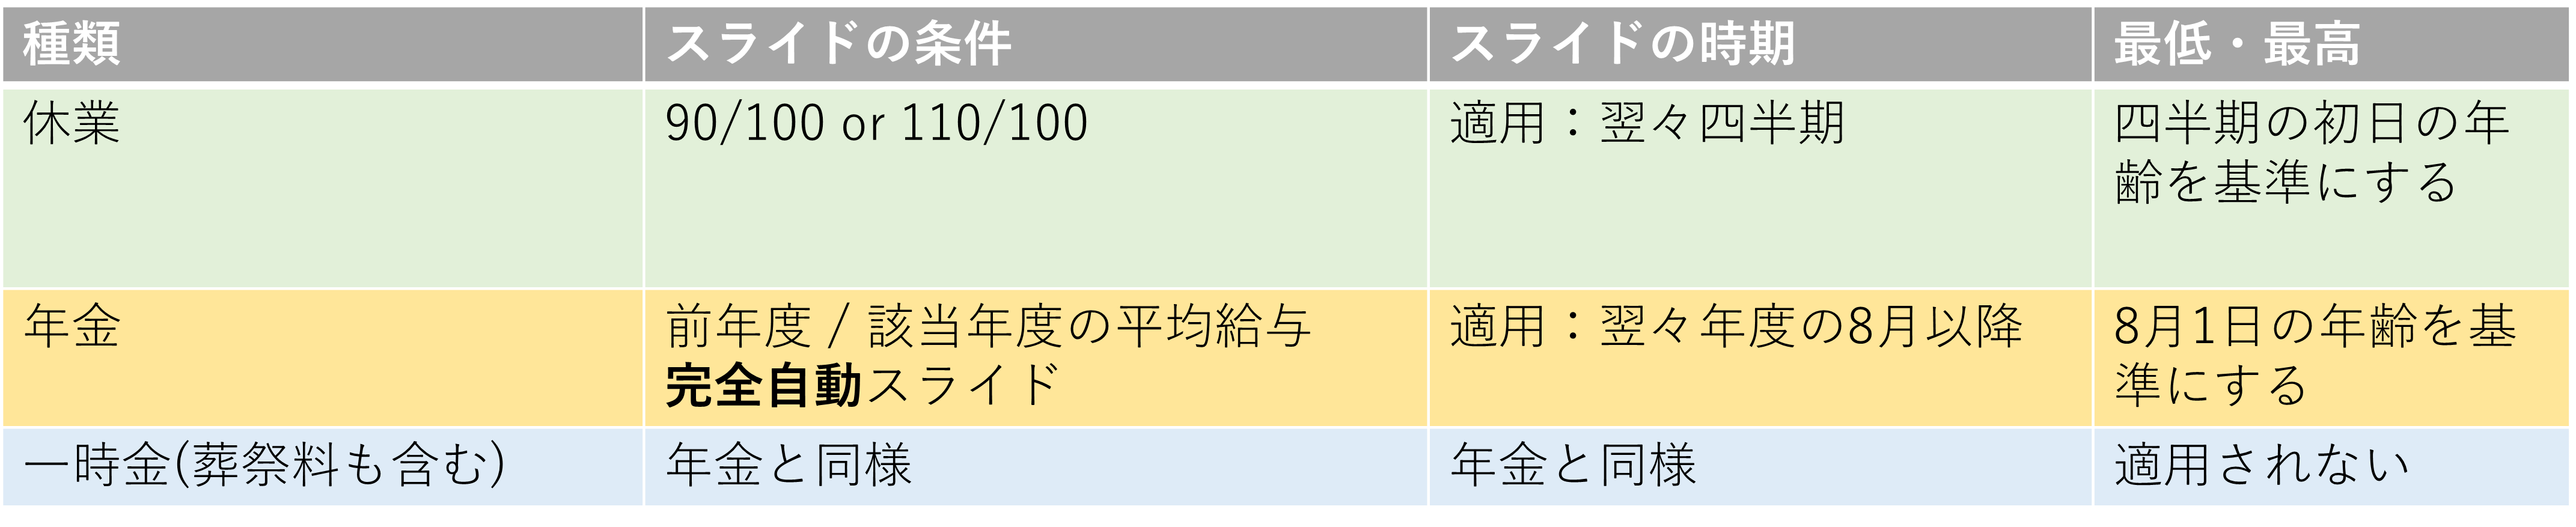 種類
スライドの条件
スライドの時期
最低・最高
休業
90/100 or 110/100
適用：翌々四半期
四半期の初日の年
齢を基準にする
年金
前年度 / 該当年度の平均給与
完全自動スライド
適用：翌々年度の8月以降
8月1日の年齢を基
準にする
一時金(葬祭料も含む)
年金と同様
年金と同様
適用されない